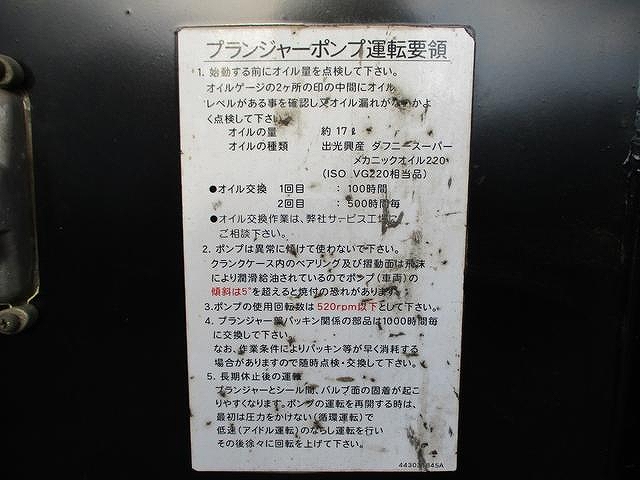 プランジャーポンプ運転要領
1. 始動する前にオイル量を点検して下さい。
オイルゲージの2ヶ所の印の中間にオイル
レベルがある事を確認し又オイル漏れがないかよ
く点検して下さい。
オイルの量 約17ℓ
オイルの種類 出光興産 ダフニースーパー
メカニックオイル220
(ISO VG220相当品)
●オイル交換 1回目 : 100時間
2回目 : 500時間毎
●オイル交換作業は、弊社サービス工場に
ご相談下さい。
2. ポンプは異常に傾けて使わないで下さい。
クランクケース内のベアリング及び摺動面は飛沫
により潤滑給油されているのでポンプ(車両)の
傾斜は5°を超えると焼付の恐れがあります。
3.ポンプの使用回転数は520rpm以下として下さい。
4. プランジャー部パッキン関係の部品は1000時間毎
に交換して下さい。
なお、作業条件によりパッキン等が早く消耗する
場合がありますので随時点検・交換して下さい。
5. 長期休止後の運転
プランジャーとシール間、バルブ面の固着が起こ
りやすくなります。ポンプの運転を再開する時は、
最初は圧力をかけない(循環運転)で
低速(アイドル運転)のならし運転を行い
その後徐々に回転を上げて下さい。